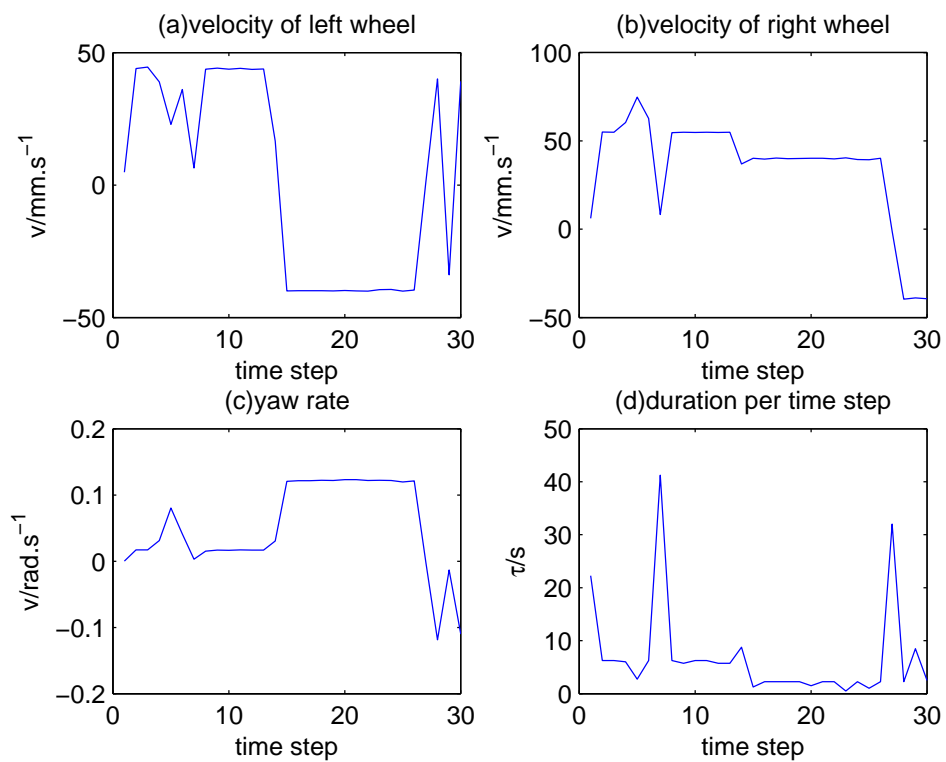 (a)velocity of left wheel
50
0
−50
v/mm.s−1
0
10
20
30
time step
(b)velocity of right wheel
100
50
0
−50
v/mm.s−1
0
10
20
30
time step
(c)yaw rate
0.2
0.1
0
−0.1
−0.2
v/rad.s−1
0
10
20
30
time step
(d)duration per time step
50
40
30
20
10
0
τ/s
0
10
20
30
time step